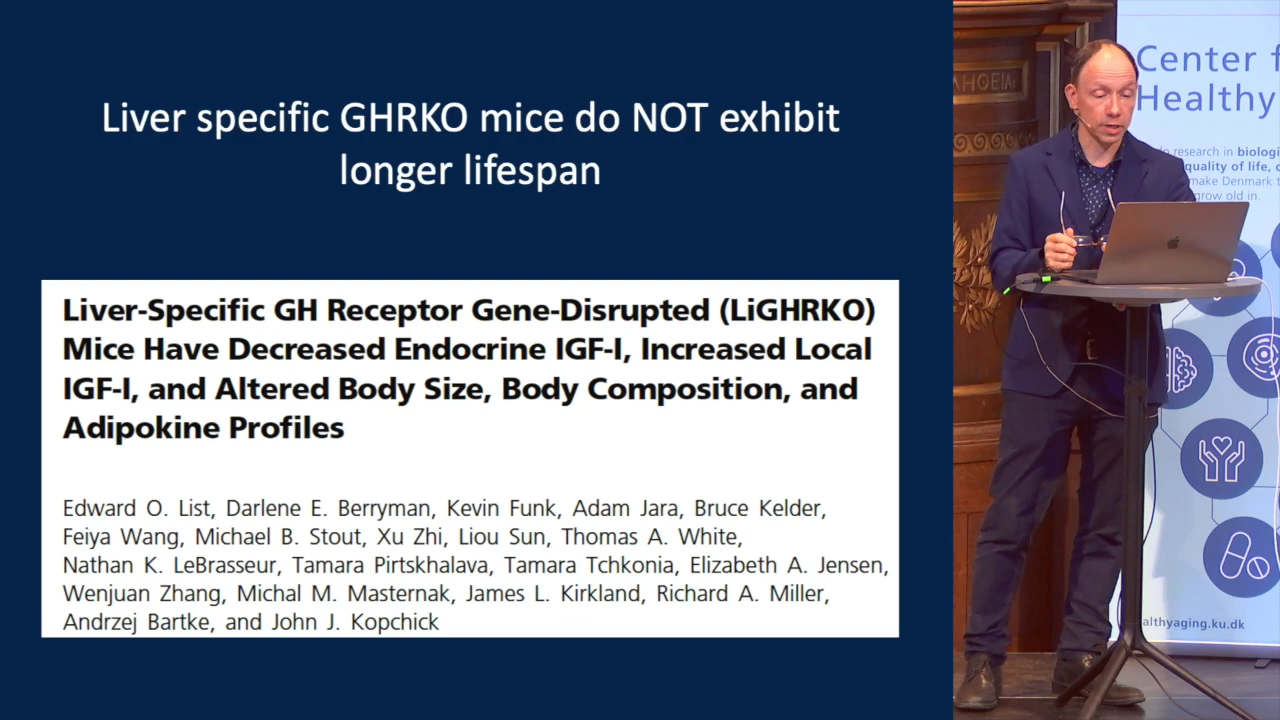 Liver specific GHRKO mice do NOT exhibit
longer lifespan
Liver-Specific GH Receptor Gene-Disrupted (LiGHRKO)
Mice Have Decreased Endocrine IGF-I, Increased Local
IGF-I, and Altered Body Size, Body Composition, and
Adipokine Profiles
Edward O. List, Darlene E. Berryman, Kevin Funk, Adam Jara, Bruce Kelder,
Feiya Wang, Michael B. Stout, Xu Zhi, Liou Sun, Thomas A. White,
Nathan K. LeBrasseur, Tamara Pirtskhalava, Tamara Tchkonia, Elizabeth A. Jensen,
Wenjuan Zhang, Michal M. Masternak, James L. Kirkland, Richard A. Miller,
Andrzej Bartke, and John J. Kopchick
Center f
Healthy
research in biologi
quality of life,
make Denmark
grow old in.
althyaging.ku.dk